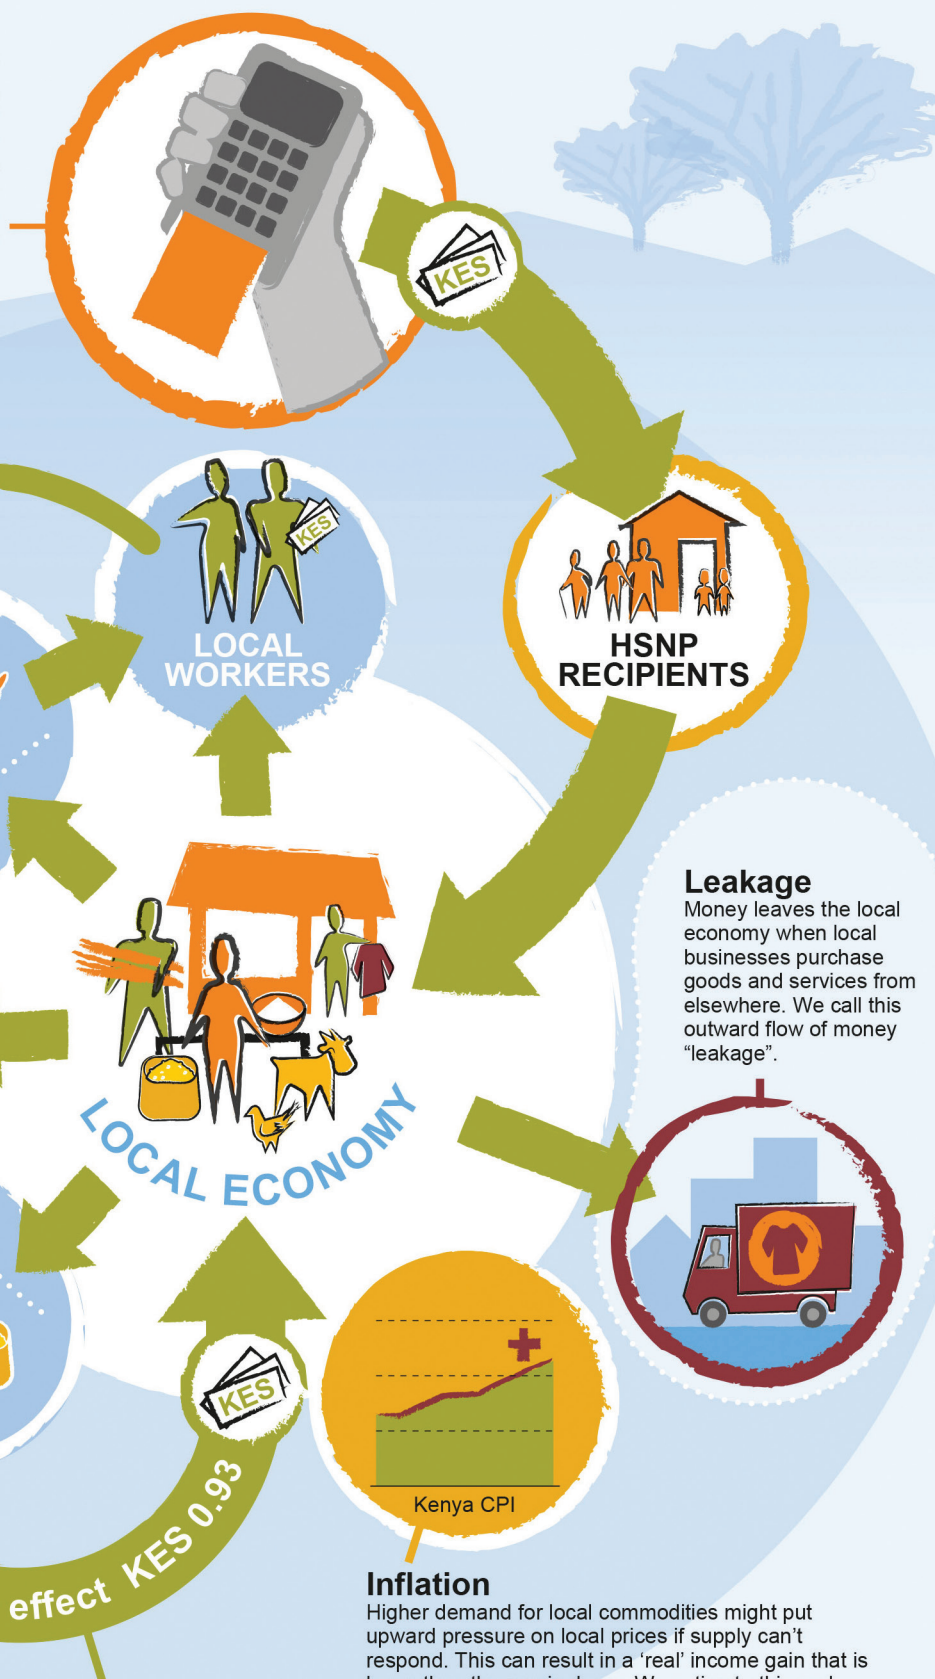 KES
KES
LOCAL
WORKERS
HSNP
RECIPIENTS
Leakage
Money leaves the local
economy when local
businesses purchase
goods and services from
elsewhere. We call this
outward flow of money
“leakage”.
LOCAL ECONOMY
KES
Kenya CPI
effect KES 0.93
Inflation
Higher demand for local commodities might put
upward pressure on local prices if supply can’t
respond. This can result in a ‘real’ income gain that is